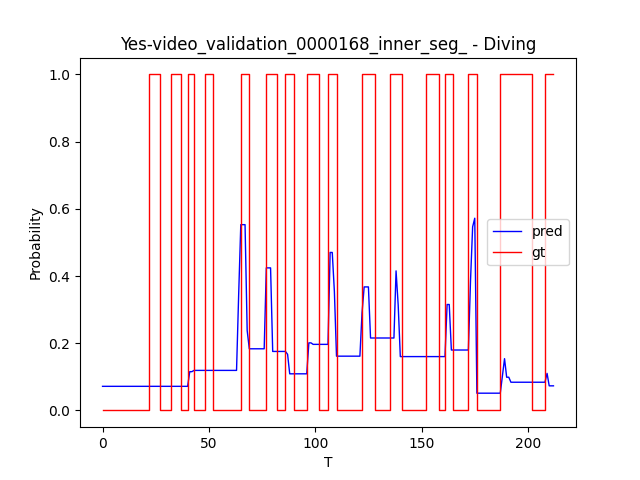 Yes-video_validation_0000168_inner_seg_ - Diving
1.0
0.8
0.6
0.4
0.2
0.0
Probability
pred
gt
0
50
100
150
200
T